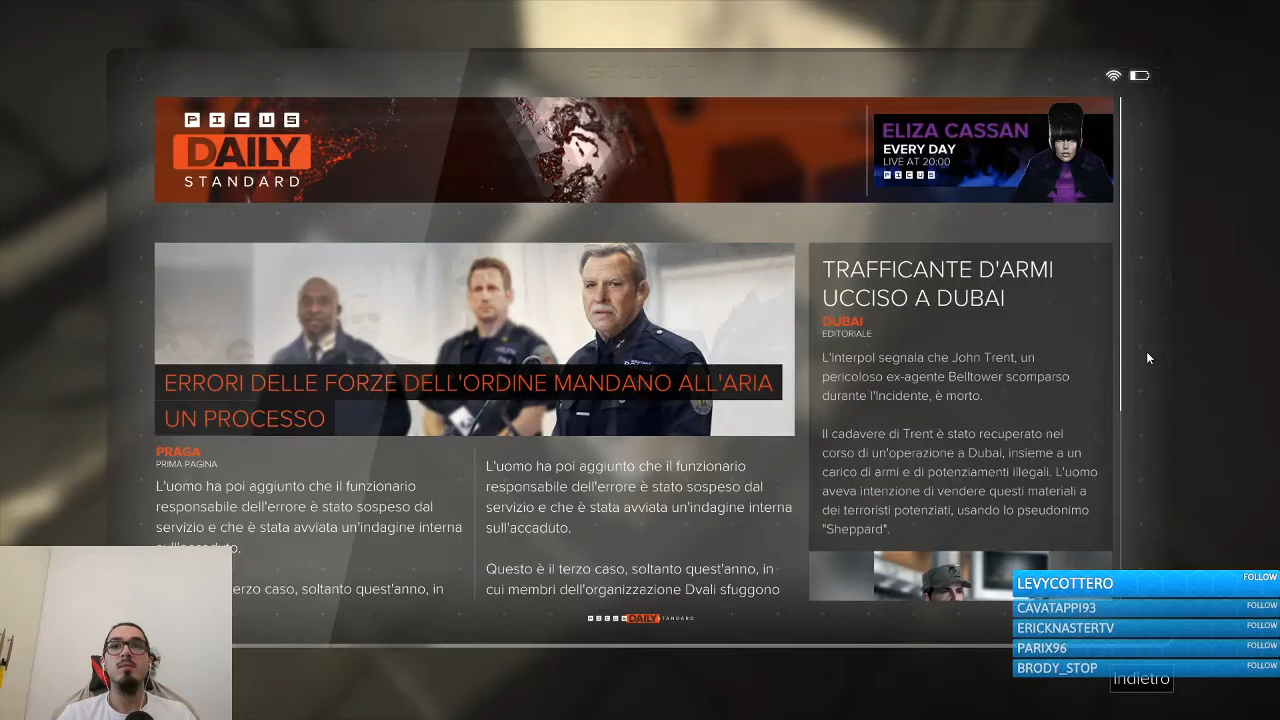 PICUS
DAILY
STANDARD
ELIZA CASSAN
EVERY DAY
LIVE AT 20:00
PICUS
ERRORI DELLE FORZE DELL'ORDINE MANDANO ALL'ARIA
UN PROCESSO
PRAGA
PRIMA PAGINA
L'uomo ha poi aggiunto che il funzionario
responsabile dell'errore è stato sospeso dal
servizio e che è stata avviata un'indagine interna
sull'accaduto.
erzo caso, soltanto quest'anno, in
L'uomo ha poi aggiunto che il funzionario
responsabile dell'errore è stato sospeso dal
servizio e che è stata avviata un'indagine interna
sull'accaduto.
Questo è il terzo caso, soltanto quest'anno, in
cui membri dell'organizzazione Dvali sfuggono
TRAFFICANTE D'ARMI
UCCISO A DUBAI
DUBAI
EDITORIALE
L'Interpol segnala che John Trent, un
pericoloso ex-agente Belltower scomparso
durante l'Incidente, è morto.
Il cadavere di Trent è stato recuperato nel
corso di un'operazione a Dubai, insieme a un
carico di armi e di potenziamenti illegali. L'uomo
aveva intenzione di vendere questi materiali a
dei terroristi potenziati, usando lo pseudonimo
"Sheppard".
PICUS DAILY STANDARD
LEVYCOTTERO FOLLOW
CAVATAPPI93 FOLLOW
ERICKNASTERTV FOLLOW
PARIX96 FOLLOW
BRODY_STOP FOLLOW
Indietro